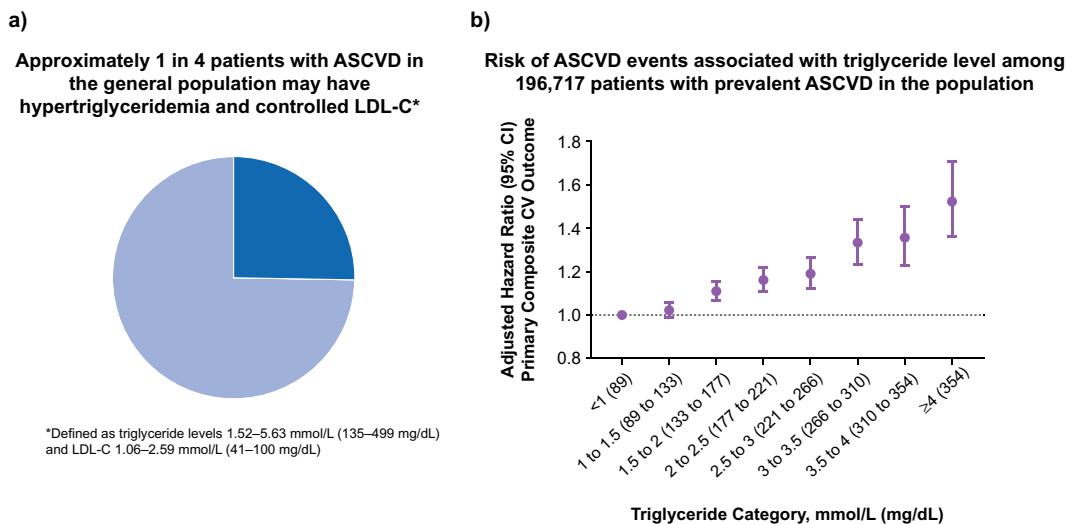 a)
Approximately 1 in 4 patients with ASCVD in
the general population may have
hypertriglyceridemia and controlled LDL-C*
*Defined as triglyceride levels 1.52–5.63 mmol/L (135–499 mg/dL)
and LDL-C 1.06–2.59 mmol/L (41–100 mg/dL)
b)
Risk of ASCVD events associated with triglyceride level among
196,717 patients with prevalent ASCVD in the population
Adjusted Hazard Ratio (95% CI)
Primary Composite CV Outcome
1.8
1.6
1.4
1.2
1.0
0.8
<1 (89)
1 to 1.5 (89 to 133)
1.5 to 2 (133 to 177)
2 to 2.5 (177 to 221)
2.5 to 3 (221 to 266)
3 to 3.5 (266 to 310)
3.5 to 4 (310 to 354)
≥4 (354)
Triglyceride Category, mmol/L (mg/dL)